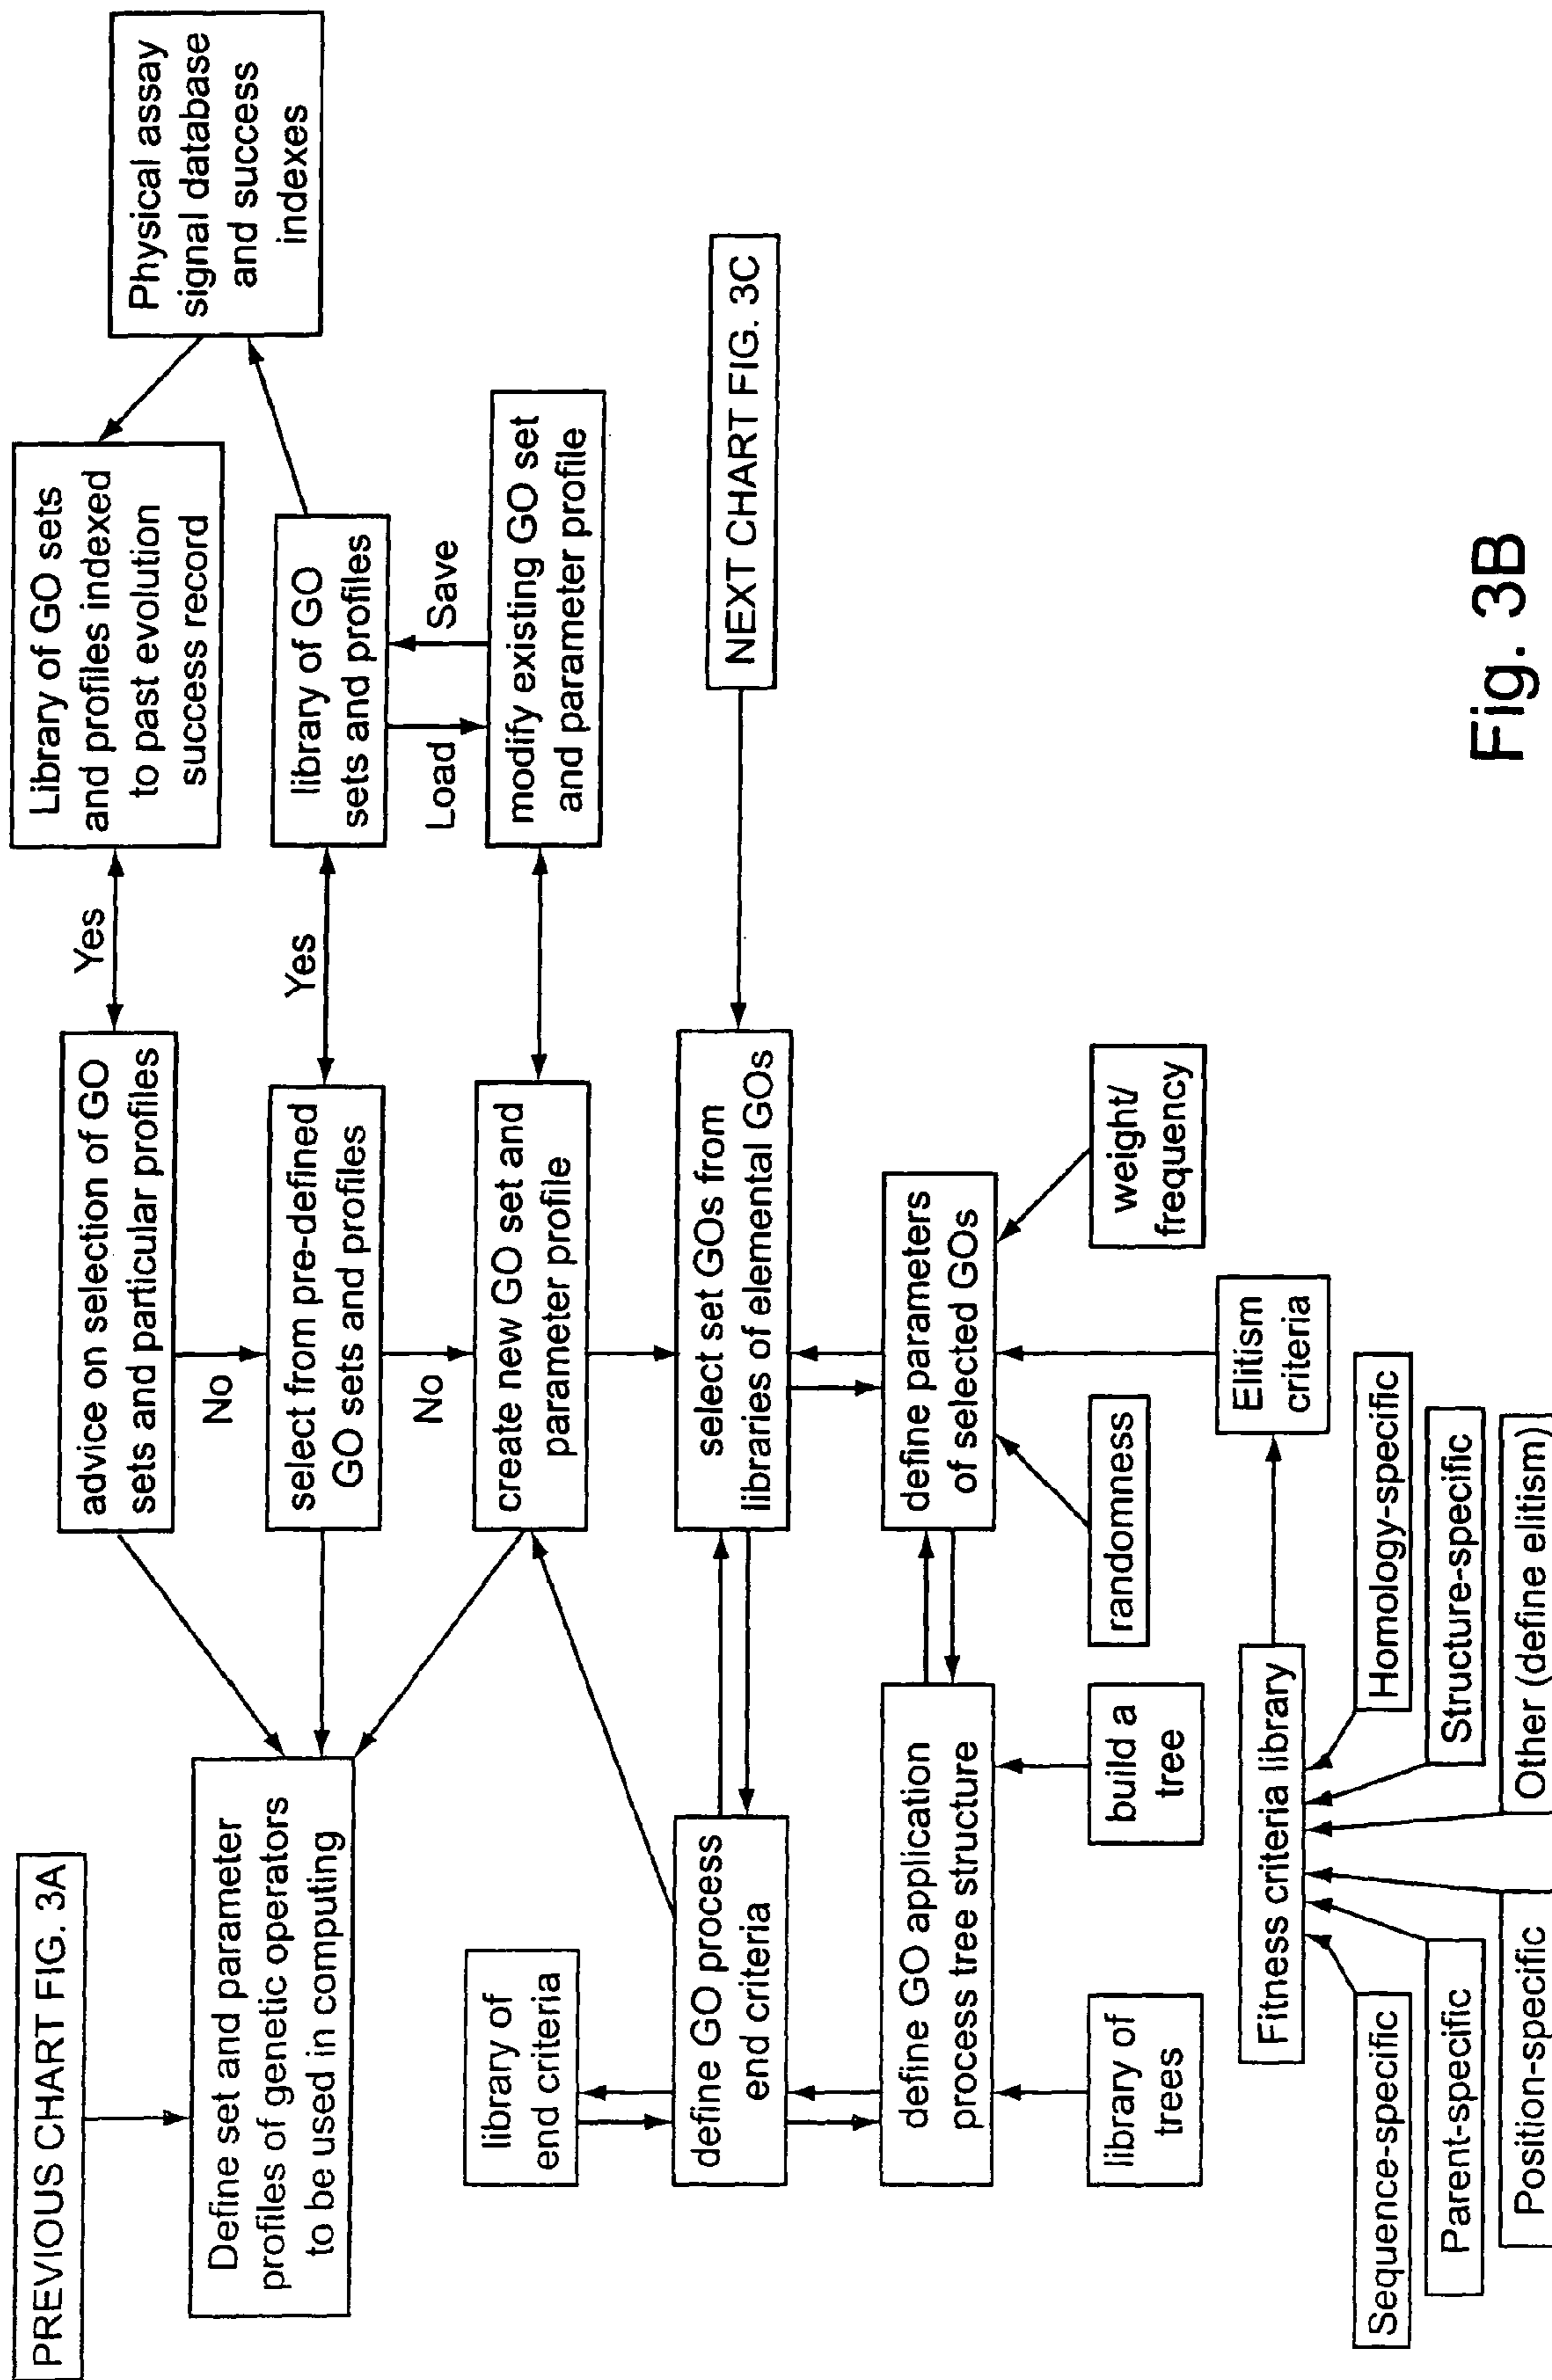 PREVIOUS CHART FIG. 3A
Define set and parameter
profiles of genetic operators
to be used in computing
advice on selection of GO
sets and particular profiles
Yes
Library of GO sets
and profiles indexed
to past evolution
success record
Physical assay
signal database
and success
indexes
No
select from pre-defined
GO sets and profiles
Yes
library of GO
sets and profiles
No
Load
Save
create new GO set and
parameter profile
modify existing GO set
and parameter profile
library of
end criteria
define GO process
end criteria
select set GOs from
libraries of elemental GOs
NEXT CHART FIG. 3C
define GO application
process tree structure
define parameters
of selected GOs
library of
trees
build a
tree
randomness
weight/
frequency
Fitness criteria library
Elitism
criteria
Sequence-specific
Homology-specific
Parent-specific
Structure-specific
Position-specific
Other (define elitism)
Fig. 3B